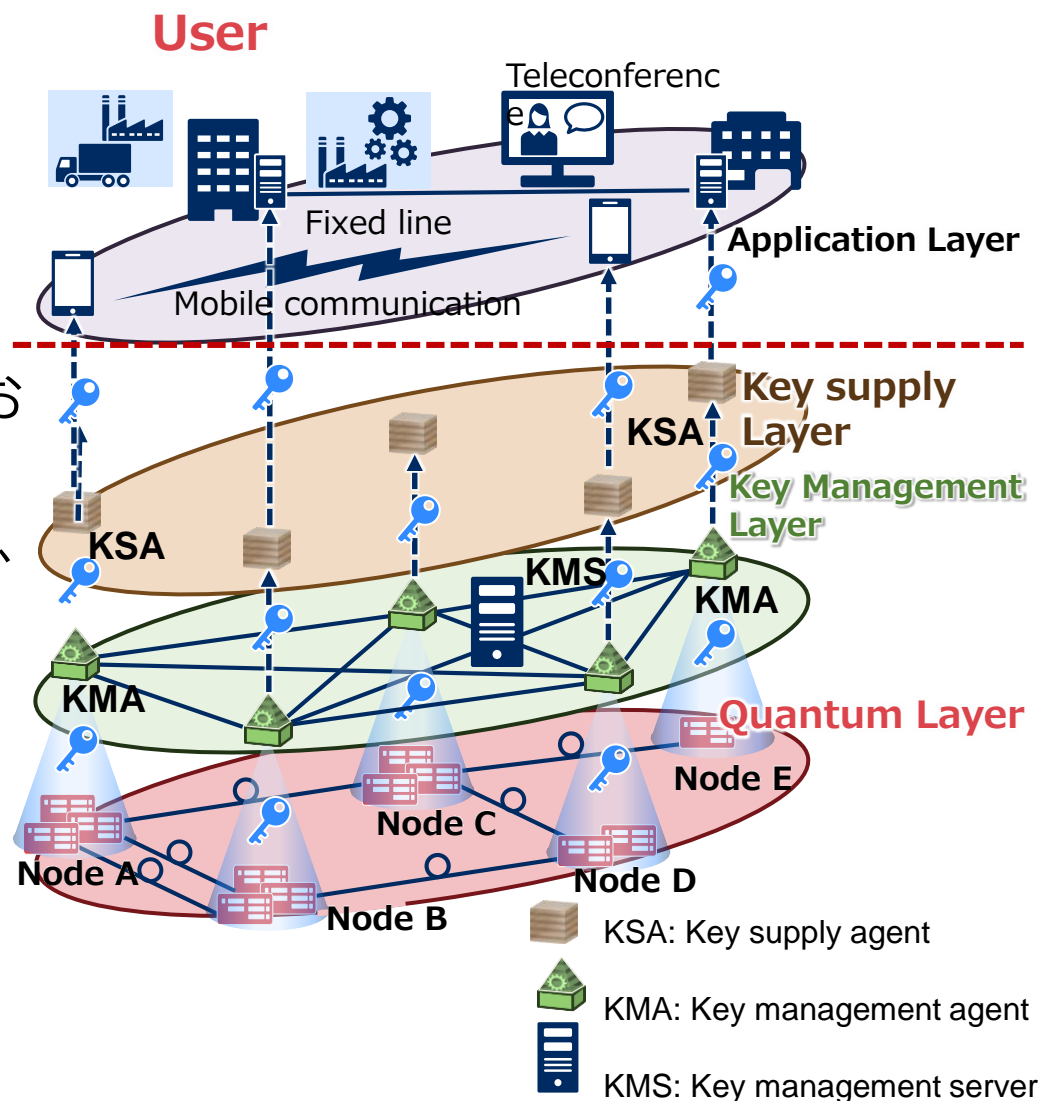 User
Teleconferenc
e
Fixed line
Application Layer
Mobile communication
お
Key supply
Layer
KSA
Key Management
Layer
KSA
、
KMS
KMA
KMA
Quantum Layer
Node E
Node C
Node A
Node D
Node B
KSA: Key supply agent
KMA: Key management agent
KMS: Key management server